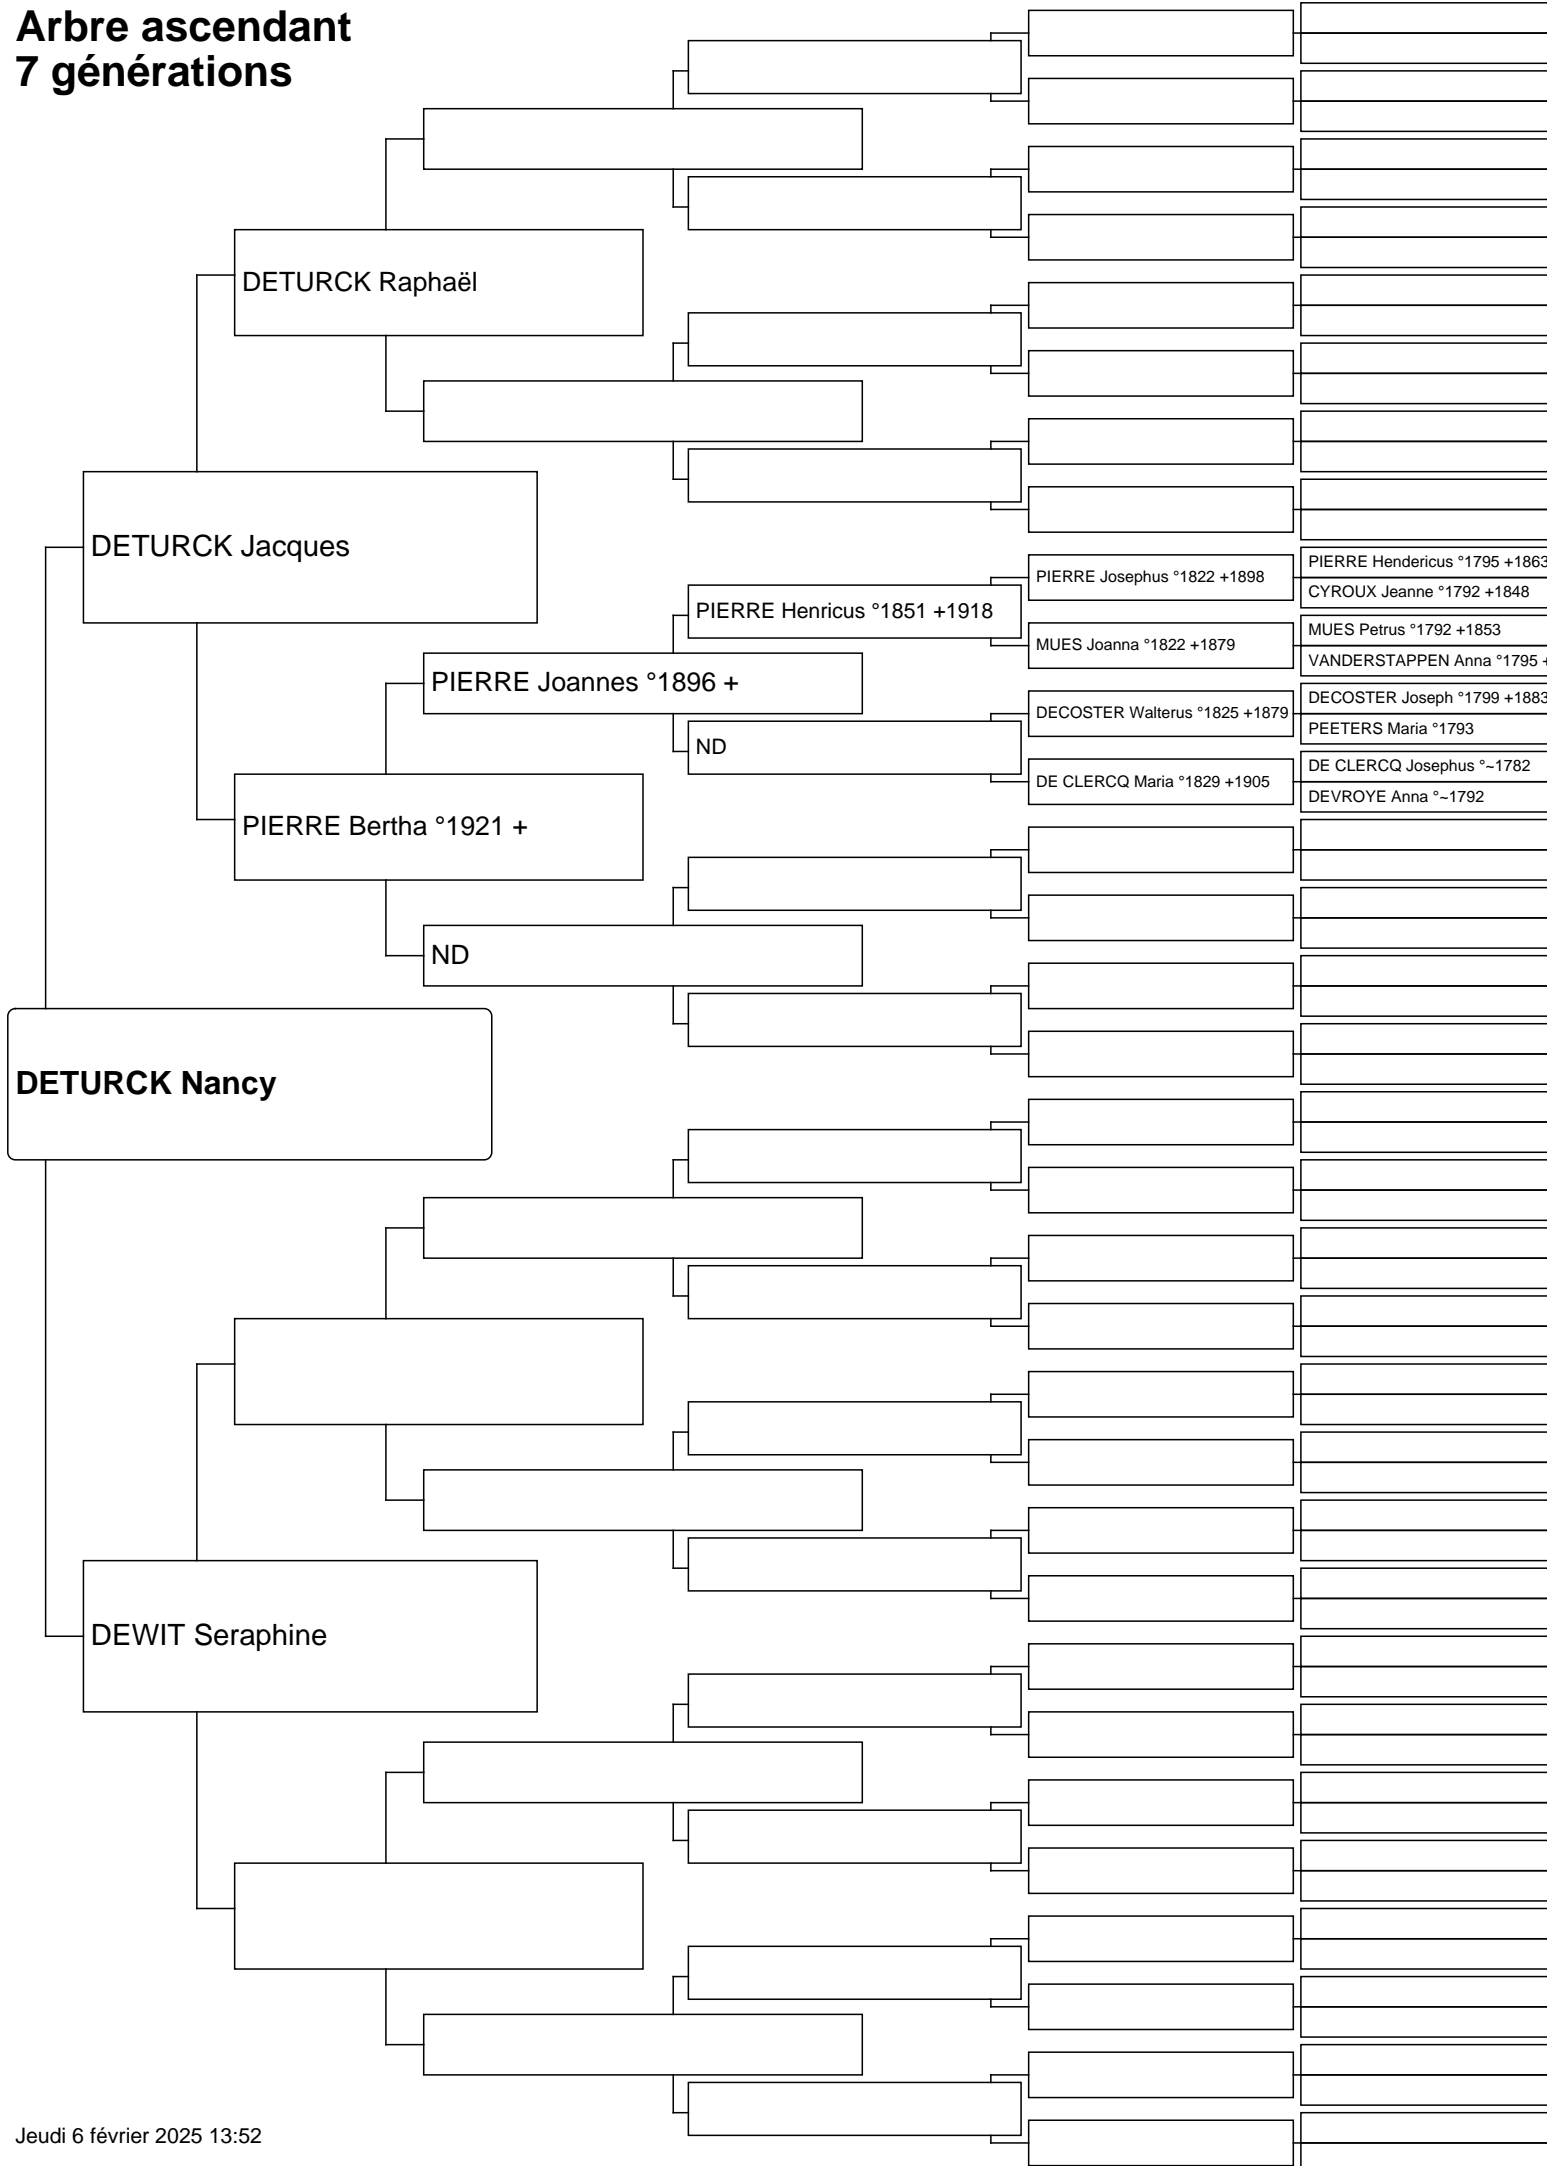 Arbre ascendant
7 générations
DETURCK Raphaël
DETURCK Jacques
PIERRE Hendericus °1795 +1863
PIERRE Josephus °1822 +1898
CYROUX Jeanne °1792 +1848
PIERRE Henricus °1851 +1918
MUES Petrus °1792 +1853
MUES Joanna °1822 +1879
VANDERSTAPPEN Anna °1795 +
PIERRE Joannes °1896 +
DECOSTER Joseph °1799 +1883
DECOSTER Walterus °1825 +1879
PEETERS Maria °1793
ND
DE CLERCQ Josephus °~1782
DE CLERCQ Maria °1829 +1905
DEVROYE Anna °~1792
PIERRE Bertha °1921 +
ND
DETURCK Nancy
DEWIT Seraphine
Jeudi 6 février 2025 13:52